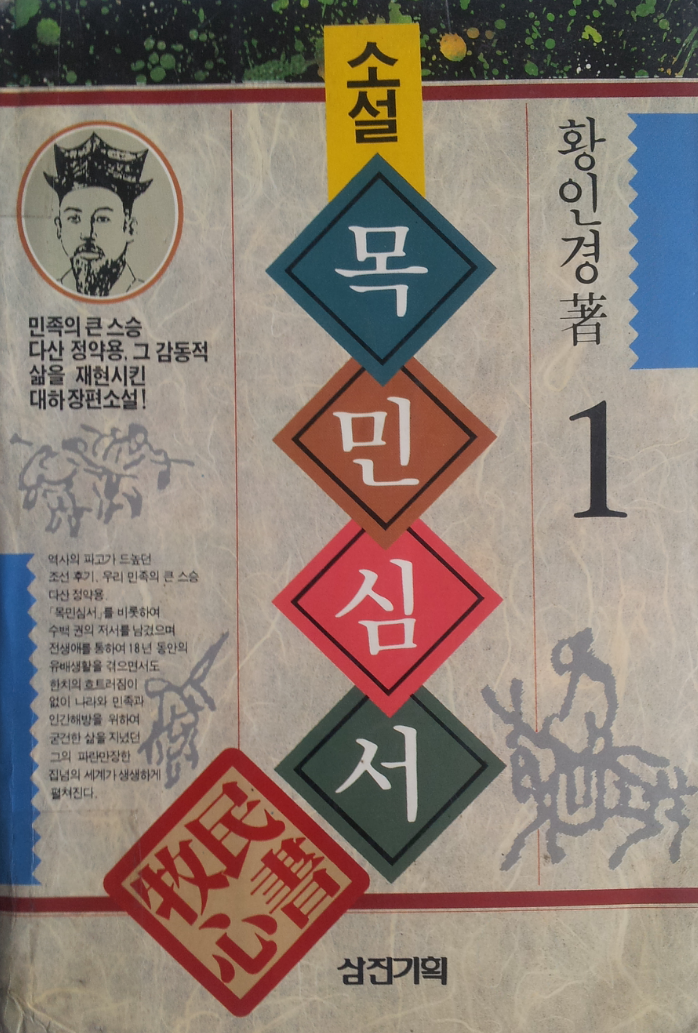 소설
목민심서
황인경 著
1
민족의 큰 스승
다산 정약용, 그 감동적
삶을 재현시킨
대하장편소설!
역사의 파고가 드높던
조선 후기, 우리 민족의 큰 스승
다산 정약용.
「목민심서」를 비롯하여
수백 권의 저서를 남겼으며
전생애를 통하여 18년 동안의
유배생활을 겪으면서도
한치의 흐트러짐이
없이 나라와 민족과
인간해방을 위하여
굳건한 삶을 지녔던
그의 파란만장한
집념의 세계가 생생하게
펼쳐진다.
牧民心書
삼진기획